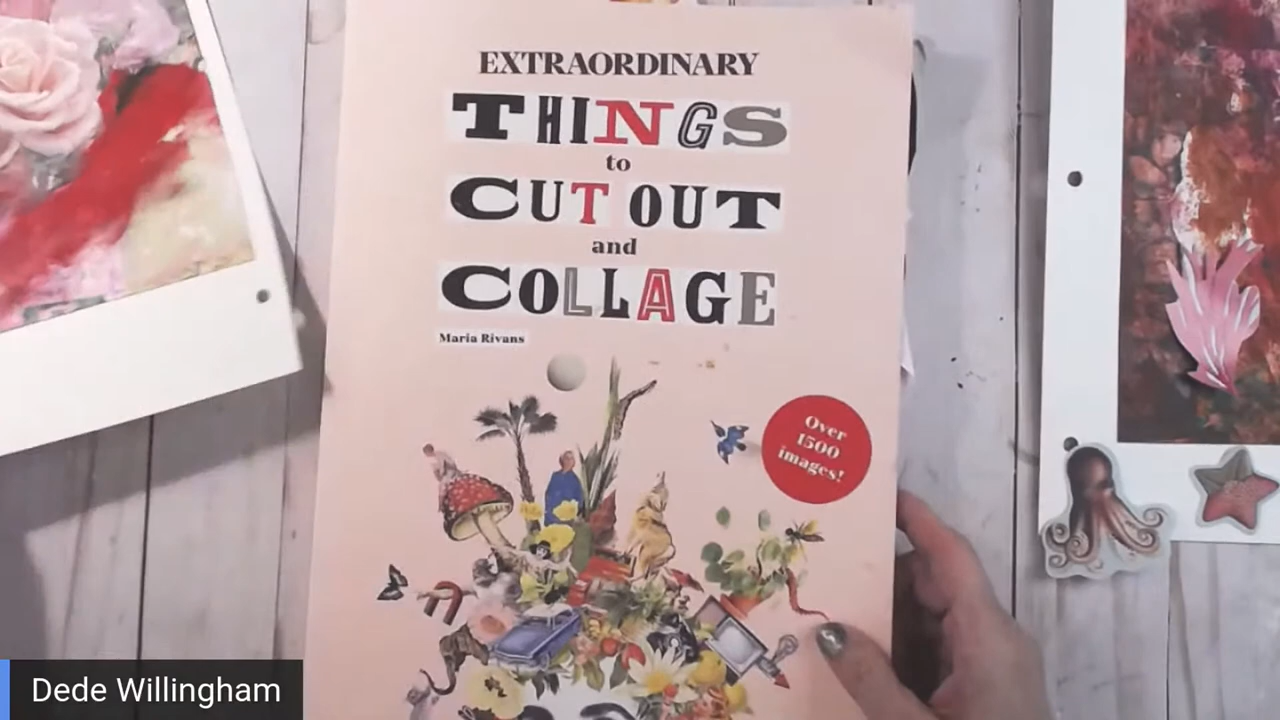 EXTRAORDINARY
THINGS
to
CUT OUT
and
COLLAGE
Maria Rivans
Over
1500
images!
Dede Willingham